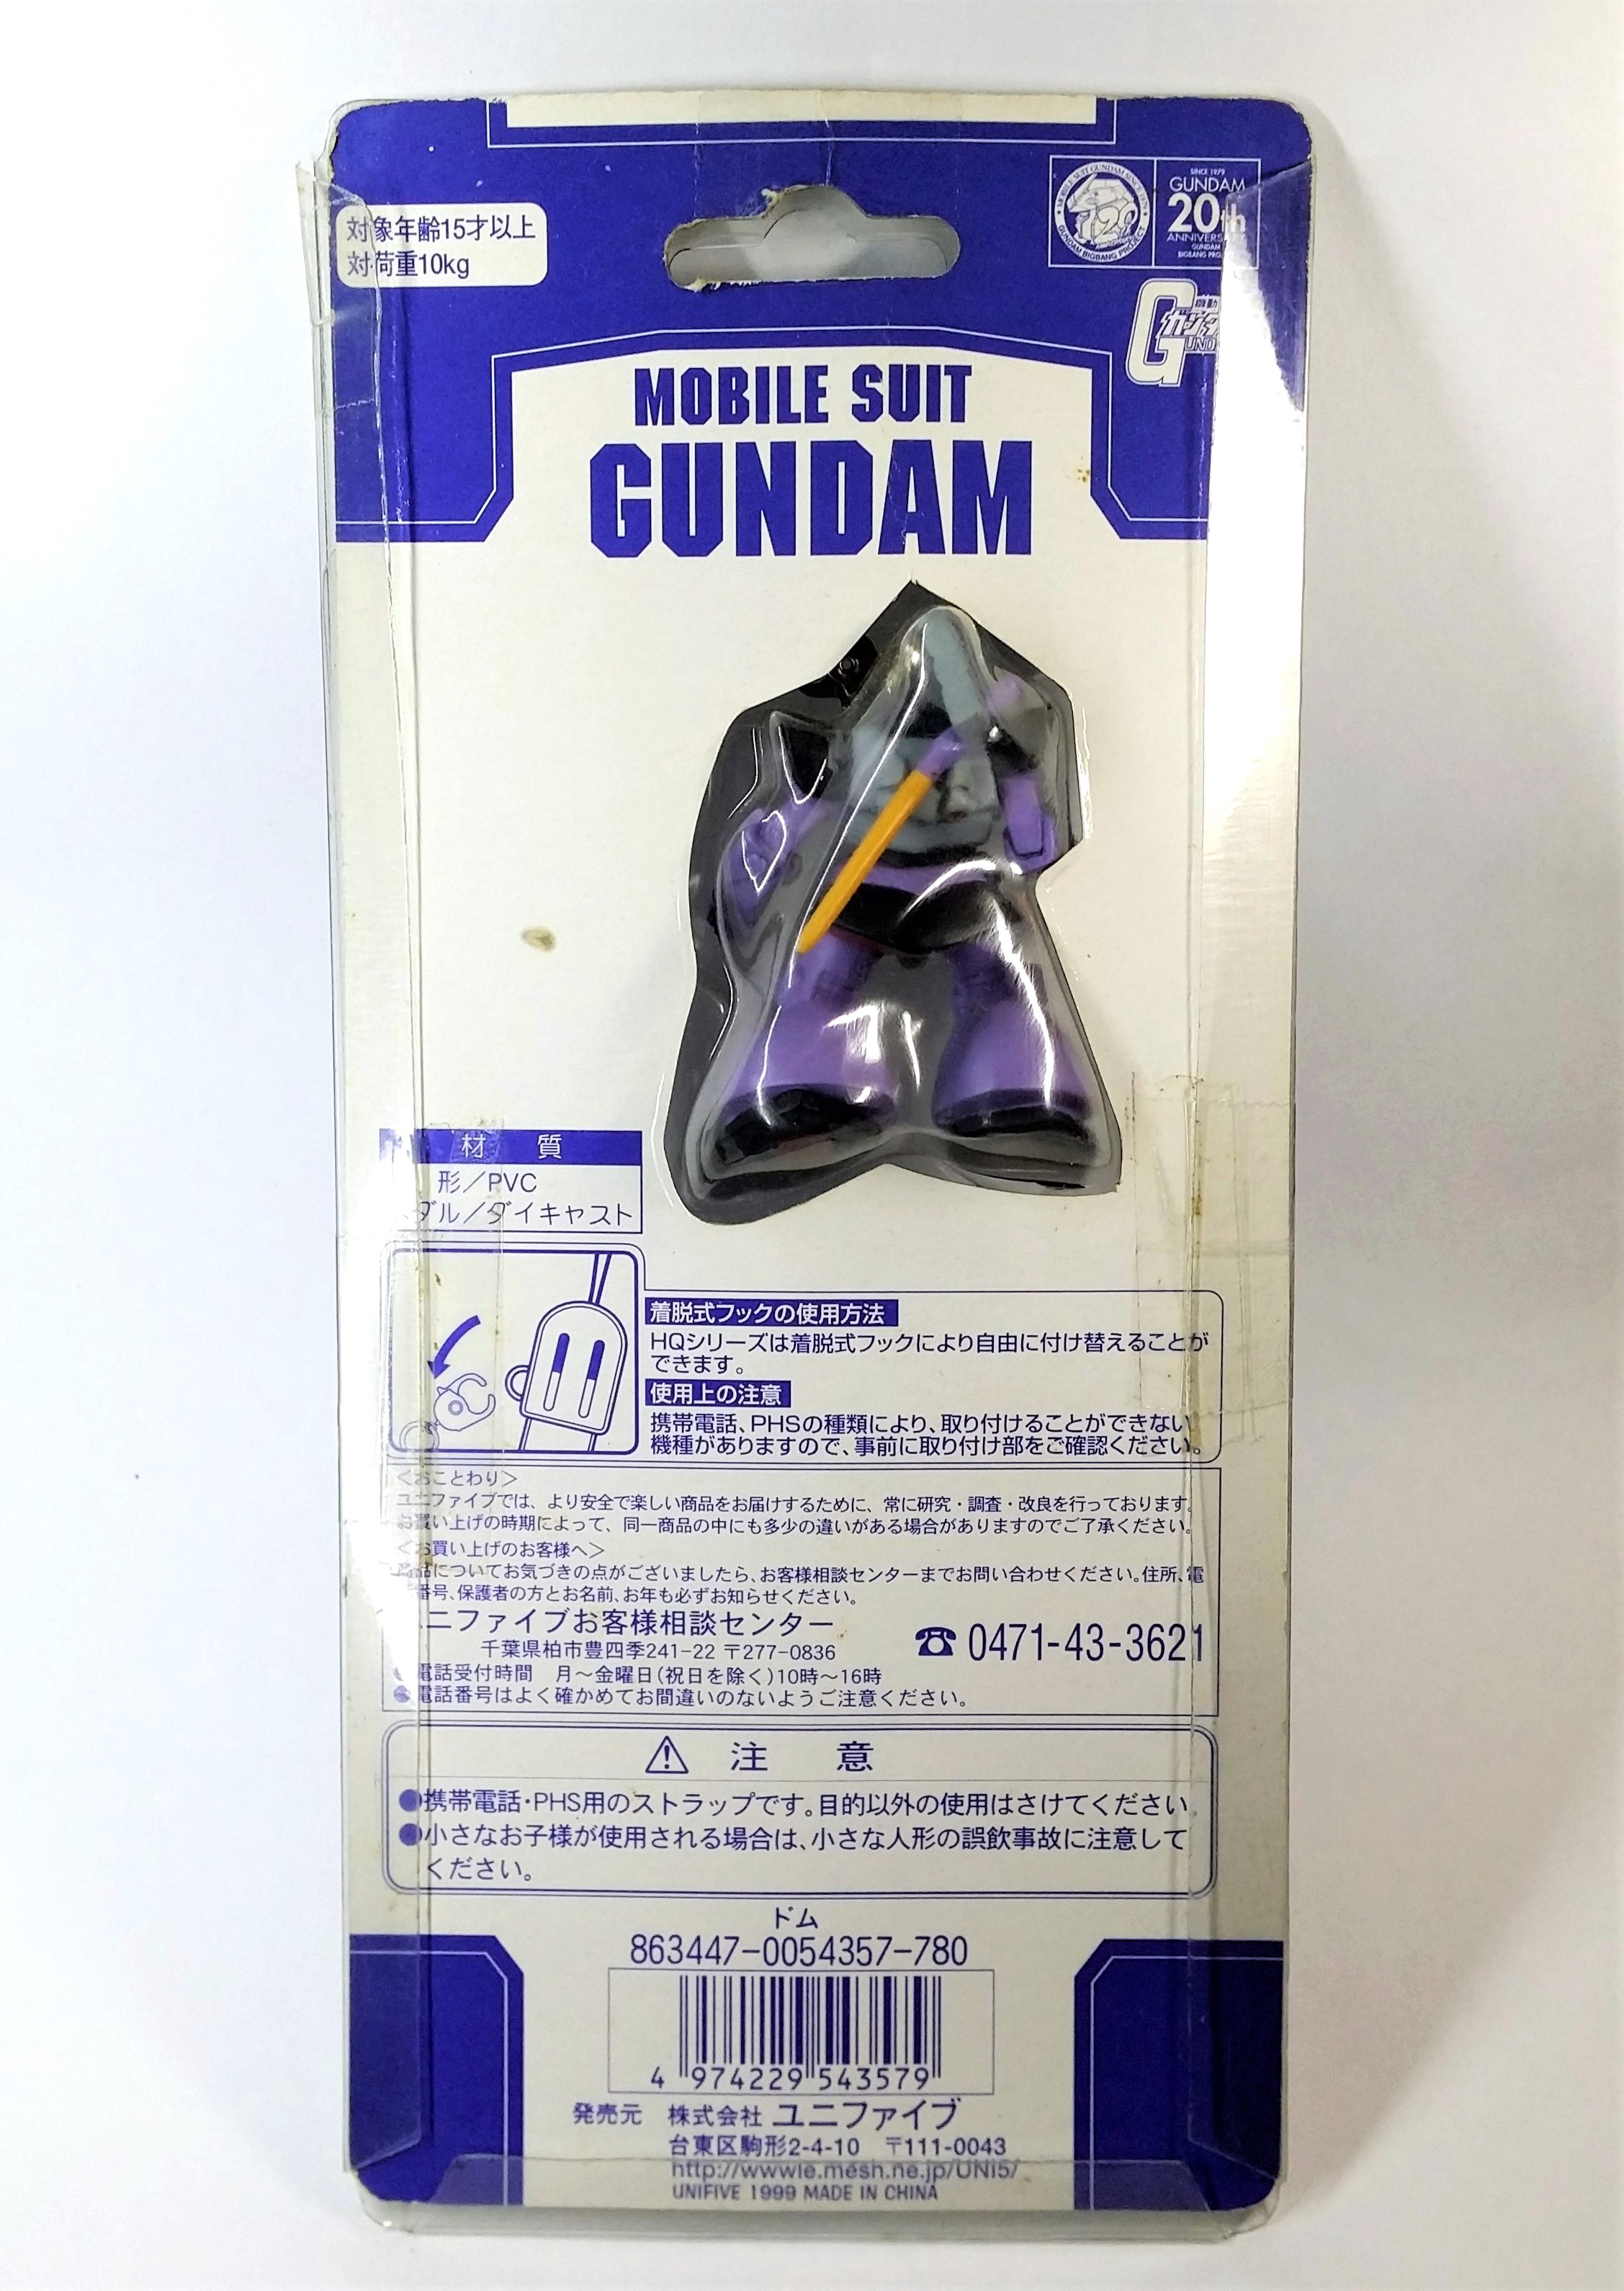 対象年齢15才以上
対荷重10kg
MOBILE SUIT GUNDAM SINCE 1979
GUNDAM BIGBANG PROJECT
SINCE 1979
GUNDAM
20th
ANNIVERSARY
GUNDAM
BIGBANG PRO
ガンダ
MOBILE SUIT
GUNDAM
材 質
形／PVC
ダル／ダイキャスト
着脱式フックの使用方法
HQシリーズは着脱式フックにより自由に付け替えることが
できます。
使用上の注意
携帯電話、PHSの種類により、取り付けることができない
機種がありますので、事前に取り付け部をご確認ください。
＜おことわり＞
ユニファイブでは、より安全で楽しい商品をお届けするために、常に研究・調査・改良を行っております。
お買い上げの時期によって、同一商品の中にも多少の違いがある場合がありますのでご了承ください。
＜お買い上げのお客様へ＞
商品についてお気づきの点がございましたら、お客様相談センターまでお問い合わせください。住所、電
番号、保護者の方とお名前、お年も必ずお知らせください。
ユニファイブお客様相談センター
千葉県柏市豊四季241-22 〒277-0836
☎ 0471-43-3621
●電話受付時間 月～金曜日(祝日を除く)10時～16時
●電話番号はよく確かめてお間違いのないようご注意ください。
⚠ 注 意
●携帯電話・PHS用のストラップです。目的以外の使用はさけてください
●小さなお子様が使用される場合は、小さな人形の誤飲事故に注意して
ください。
ドム
863447-0054357-780
4 974229 543579
発売元 株式会社 ユニファイブ
台東区駒形2-4-10 〒111-0043
http://wwwie.mesh.ne.jp/UNI5/
UNIFIVE 1999 MADE IN CHINA